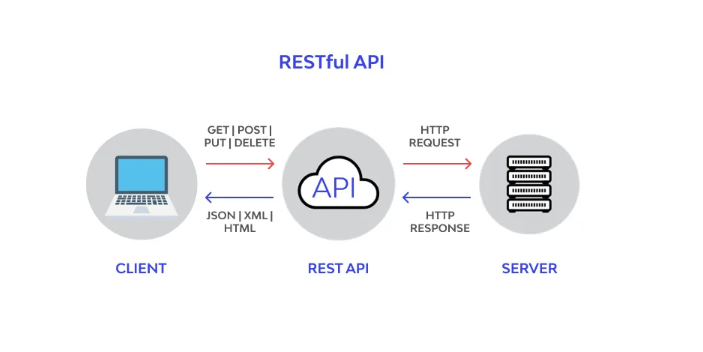 RESTful API
GET | POST |
PUT | DELETE
HTTP
REQUEST
API
JSON | XML |
HTML
HTTP
RESPONSE
CLIENT
REST API
SERVER